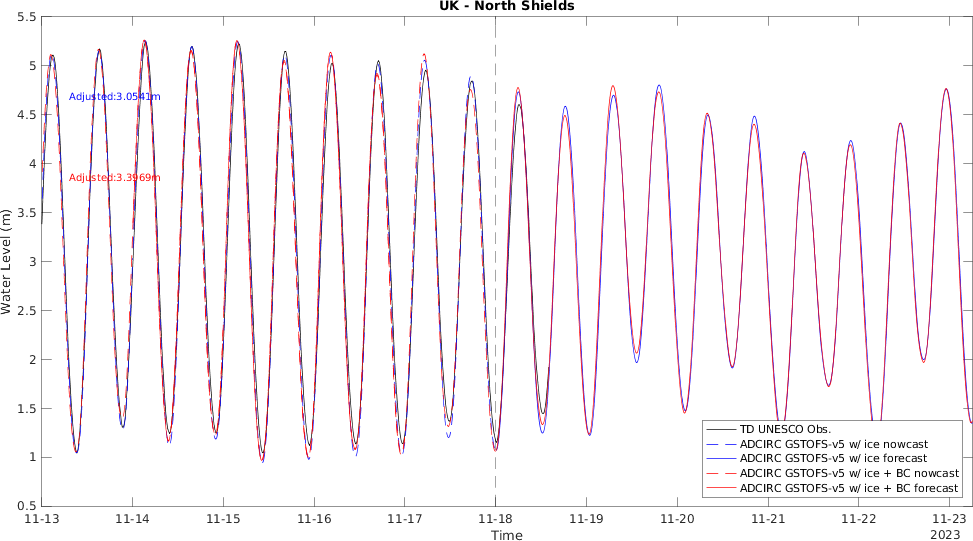 UK - North Shields
5.5
5
4.5
4
3.5
3
2.5
2
1.5
1
0.5
Water Level (m)
Adjusted:3.0541m
Adjusted:3.3969m
TD UNESCO Obs.
ADCIRC GSTOFS-v5 w/ ice nowcast
ADCIRC GSTOFS-v5 w/ ice forecast
ADCIRC GSTOFS-v5 w/ ice + BC nowcast
ADCIRC GSTOFS-v5 w/ ice + BC forecast
11-13 11-14 11-15 11-16 11-17 11-18 11-19 11-20 11-21 11-22 11-23
Time
2023